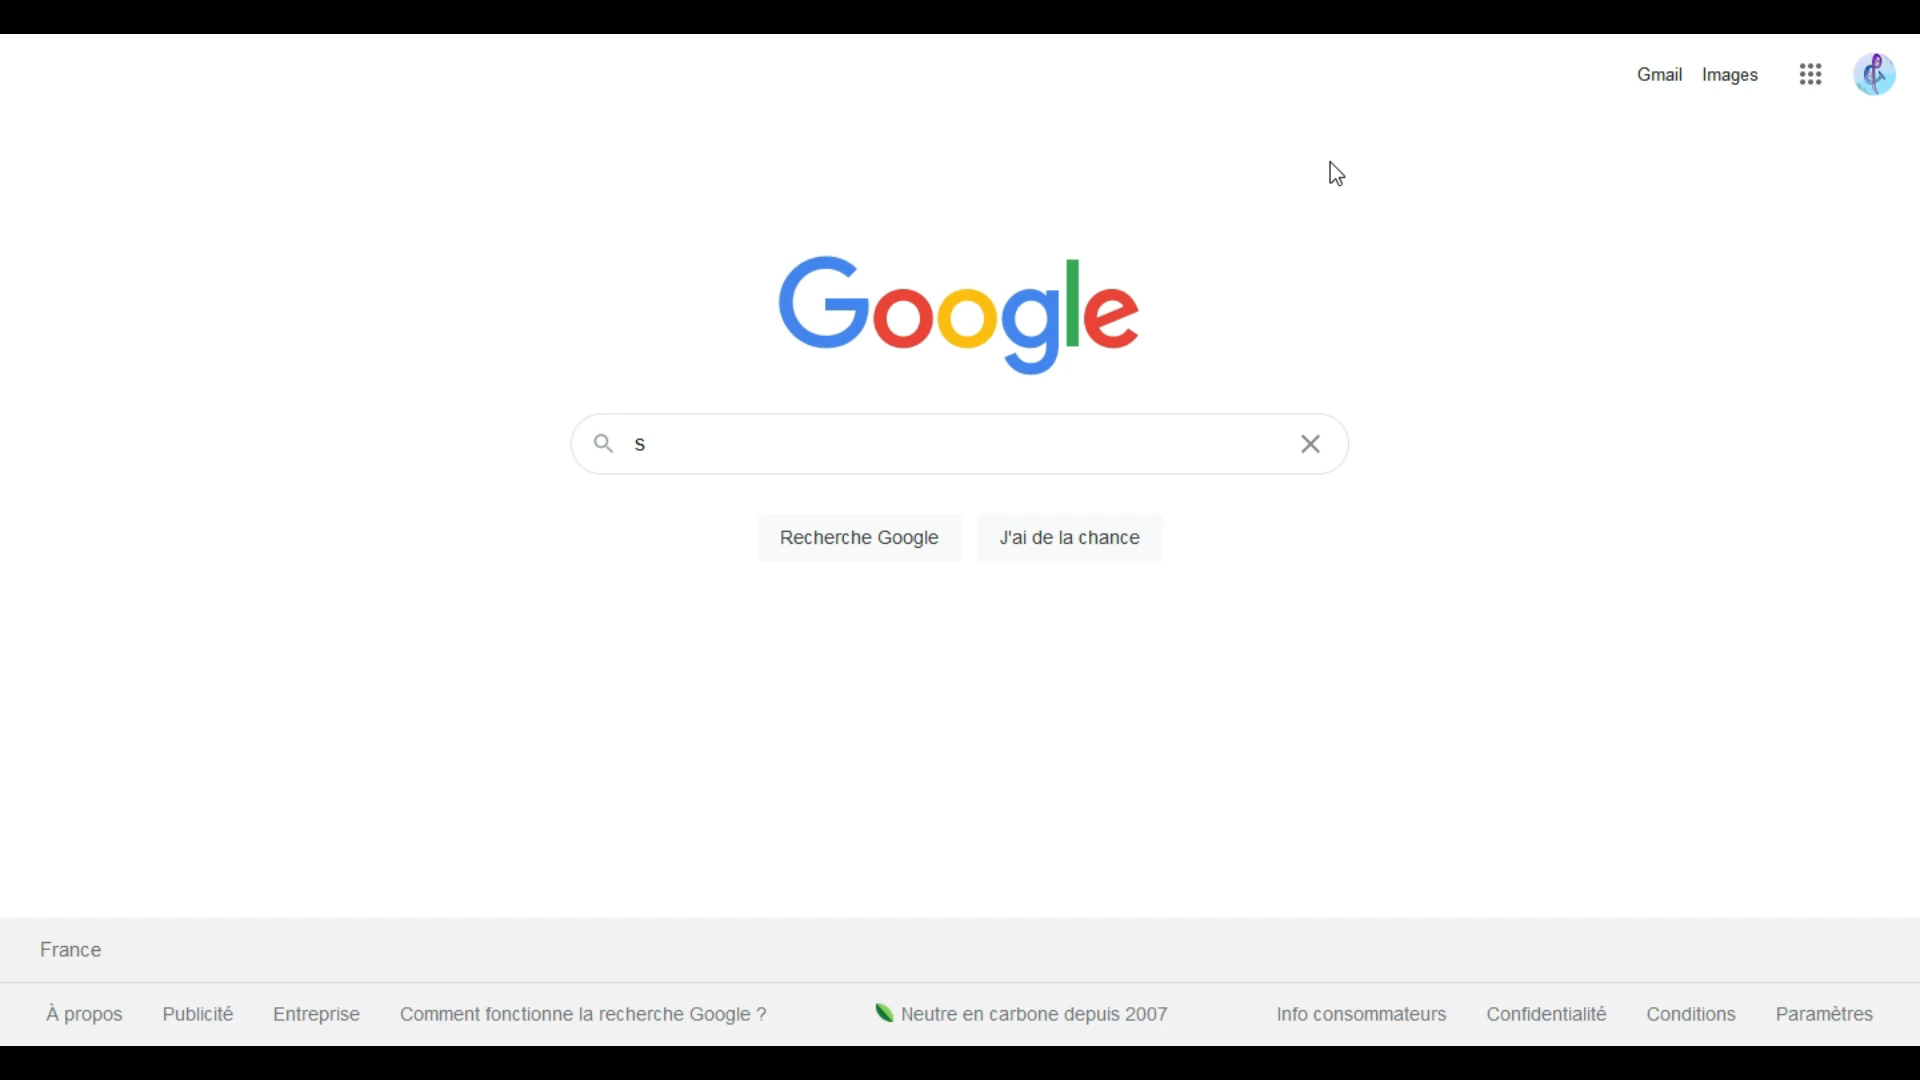 Gmail Images
Google
s
Recherche Google J'ai de la chance
France
À propos Publicité Entreprise Comment fonctionne la recherche Google ? Neutre en carbone depuis 2007 Info consommateurs Confidentialité Conditions Paramètres